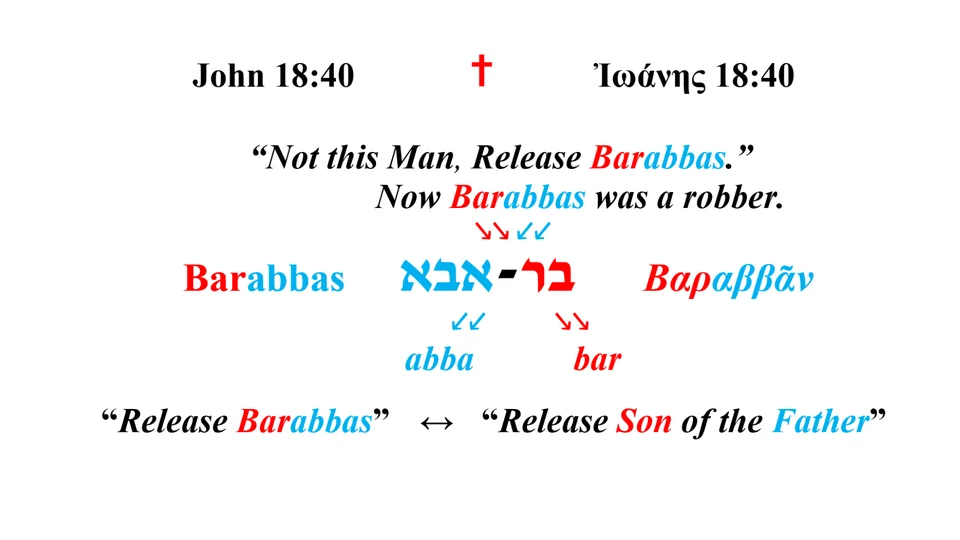 John 18:40 ✝ Ἰωάνης 18:40
“Not this Man, Release Barabbas.”
Now Barabbas was a robber.
↘↘ ↙↙
Barabbas בר-אבא Βαραββᾶν
↙↙ ↘↘
abba bar
“Release Barabbas” ↔ “Release Son of the Father”